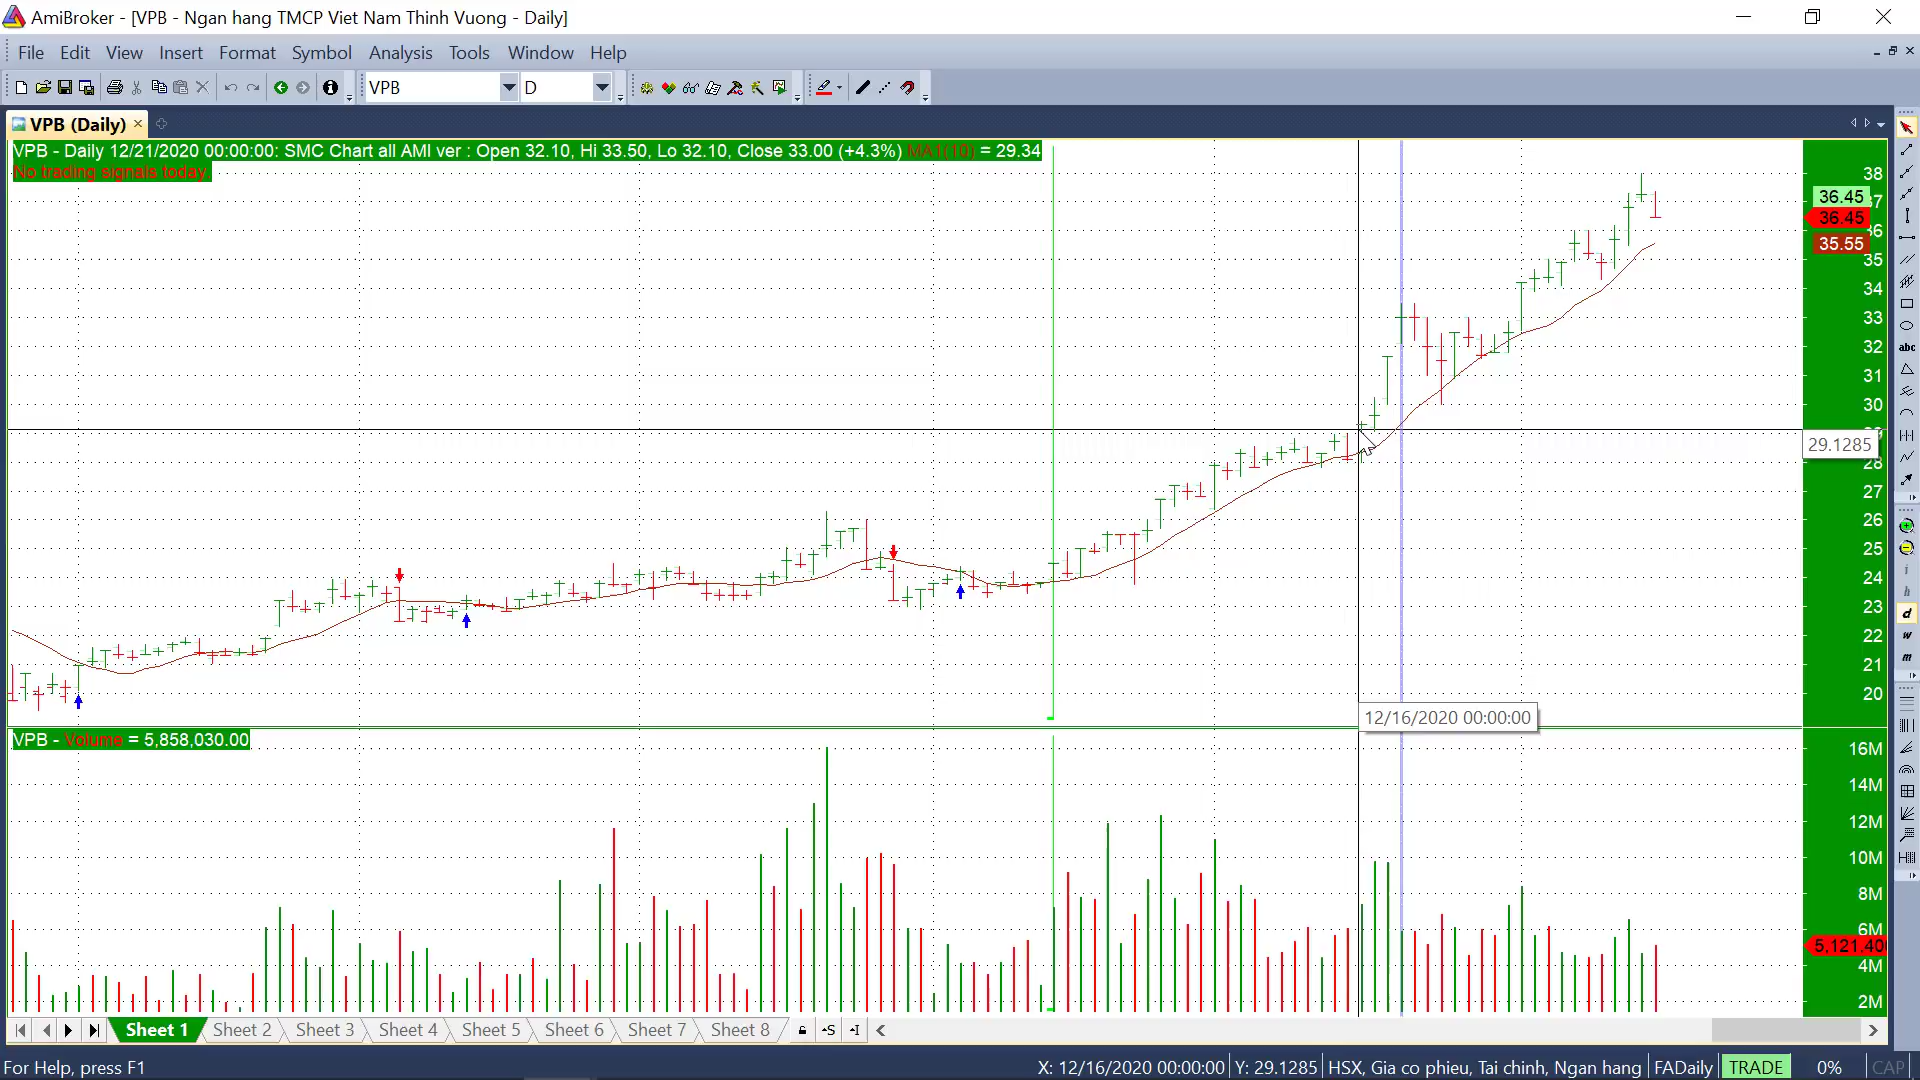 AmiBroker - [VPB - Ngan hang TMCP Viet Nam Thinh Vuong - Daily]
File Edit View Insert Format Symbol Analysis Tools Window Help
VPB D
VPB (Daily)
VPB - Daily 12/21/2020 00:00:00: SMC Chart all AMI ver : Open 32.10, Hi 33.50, Lo 32.10, Close 33.00 (+4.3%) MA1(10) = 29.34
No trading signals today
38
36.45
36.45
35.55
35
34
33
32
31
30
29.1285
28
27
26
25
24
23
22
21
20
12/16/2020 00:00:00
VPB - Volume = 5,858,030.00
16M
14M
12M
10M
8M
6M
5,121,40
4M
2M
abc
i
h
d
w
m
Sheet 1 Sheet 2 Sheet 3 Sheet 4 Sheet 5 Sheet 6 Sheet 7 Sheet 8
For Help, press F1
X: 12/16/2020 00:00:00 Y: 29.1285 HSX, Gia co phieu, Tai chinh, Ngan hang FADaily TRADE 0% CAP